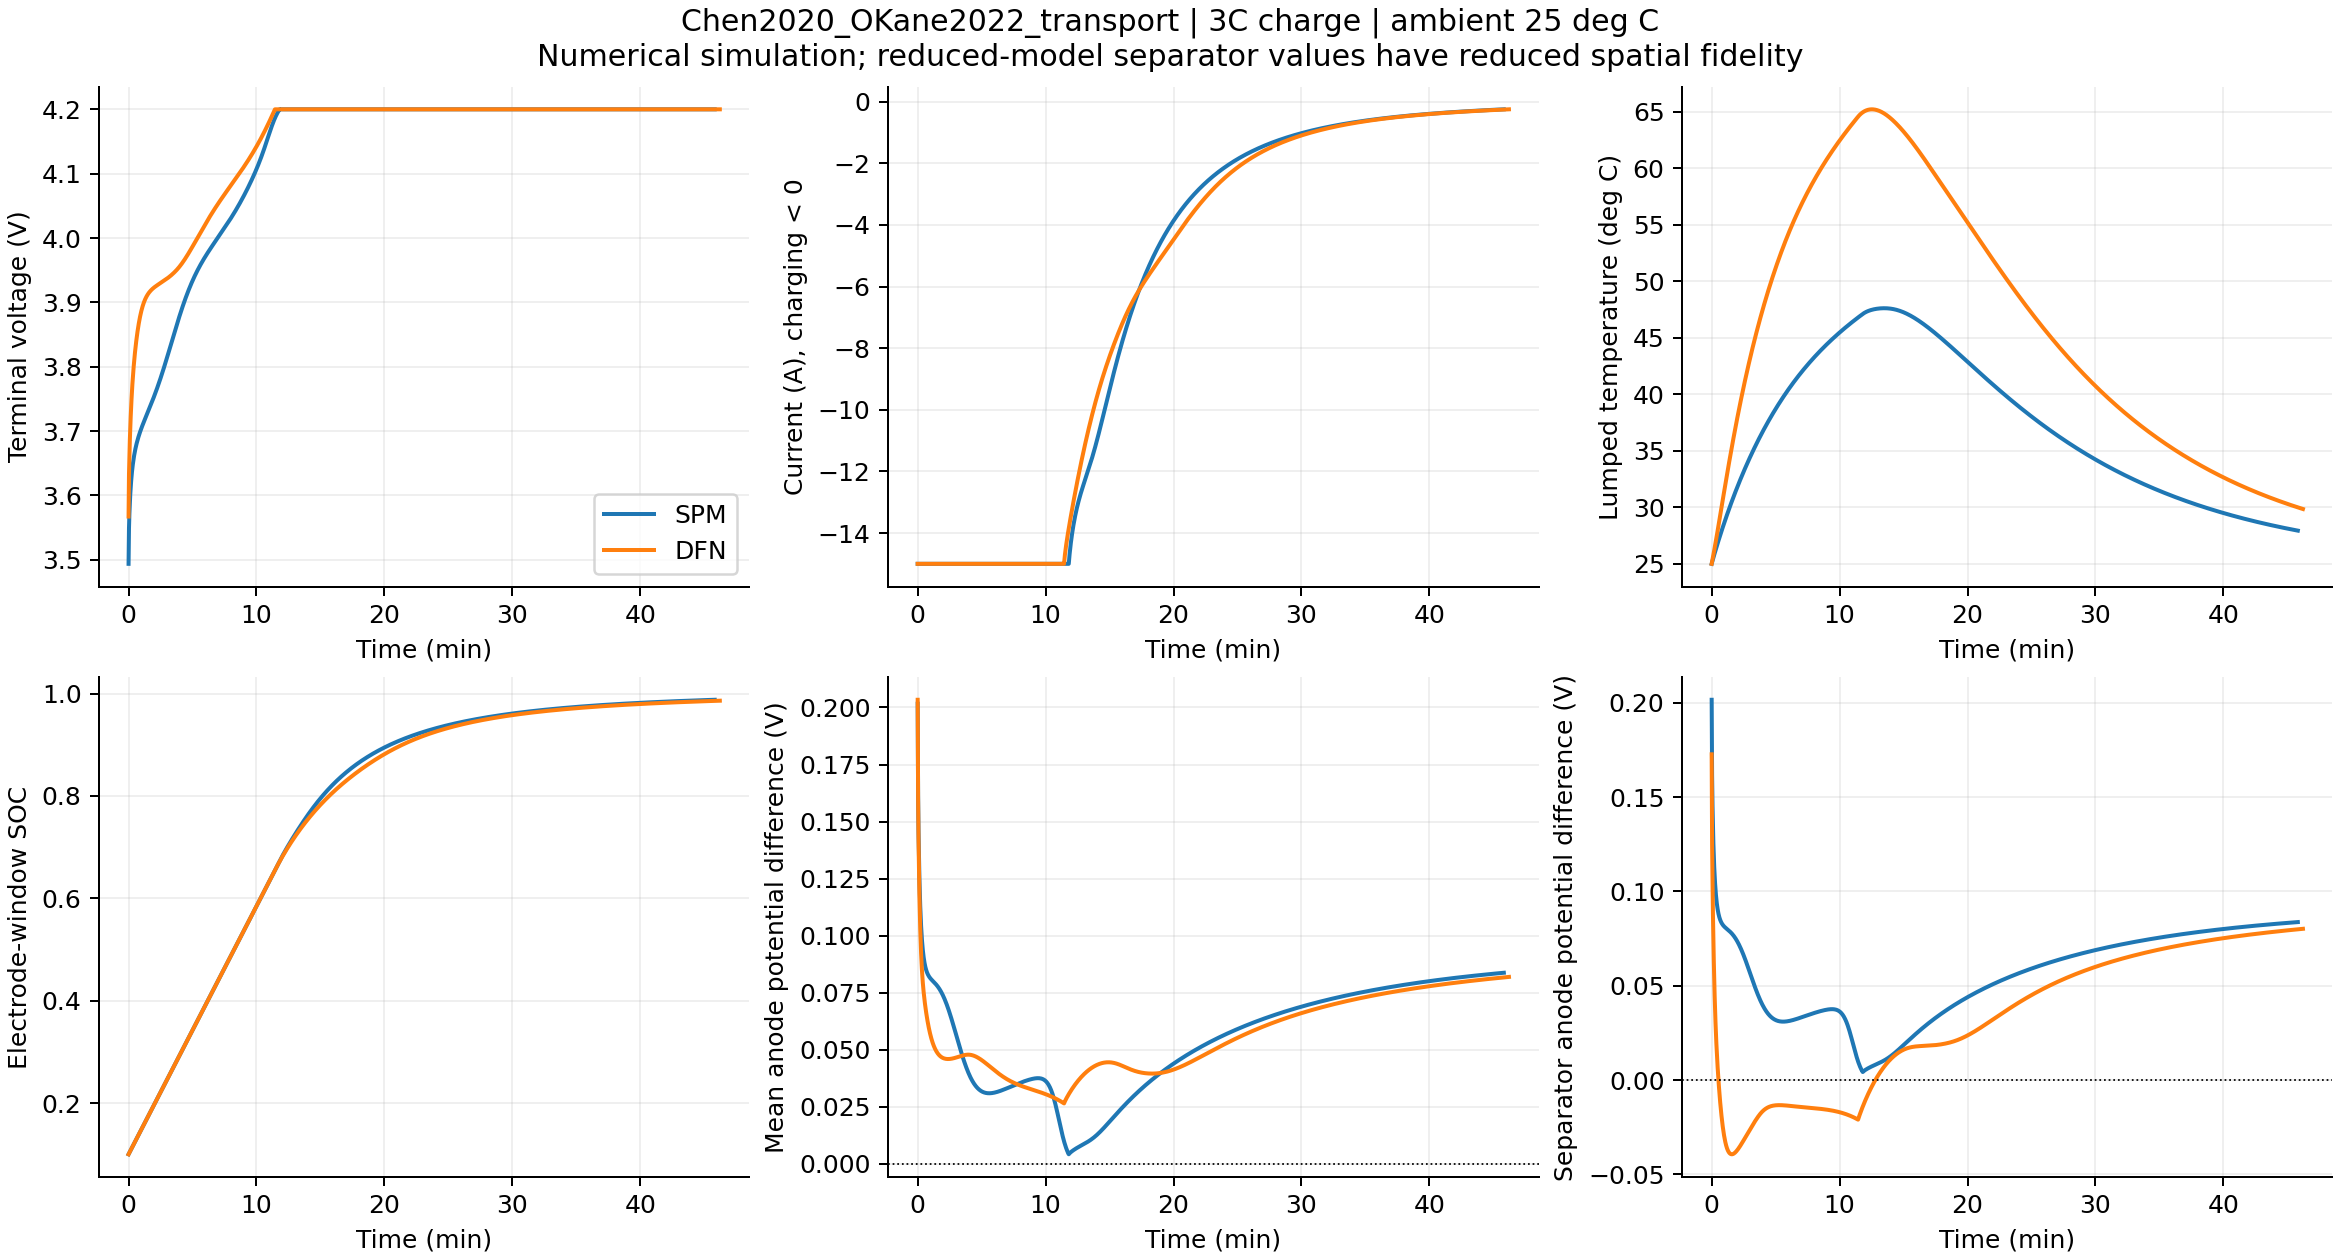 Chen2020_OKane2022_transport | 3C charge | ambient 25 deg C
Numerical simulation; reduced-model separator values have reduced spatial fidelity
Terminal voltage (V)
4.2
4.1
4.0
3.9
3.8
3.7
3.6
3.5
SPM
DFN
0 10 20 30 40
Time (min)
Current (A), charging < 0
0
−2
−4
−6
−8
−10
−12
−14
0 10 20 30 40
Time (min)
Lumped temperature (deg C)
65
60
55
50
45
40
35
30
25
0 10 20 30 40
Time (min)
Electrode-window SOC
1.0
0.8
0.6
0.4
0.2
0 10 20 30 40
Time (min)
Mean anode potential difference (V)
0.200
0.175
0.150
0.125
0.100
0.075
0.050
0.025
0.000
0 10 20 30 40
Time (min)
Separator anode potential difference (V)
0.20
0.15
0.10
0.05
0.00
−0.05
0 10 20 30 40
Time (min)